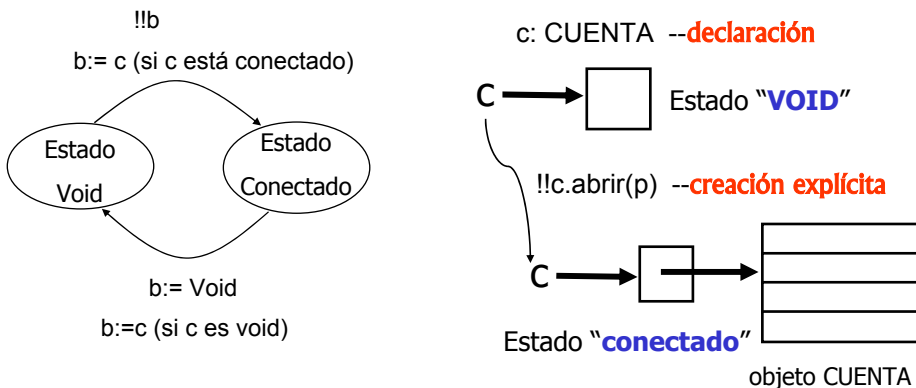 !!b
b:= c (si c está conectado)
Estado
Void
Estado
Conectado
b:= Void
b:=c (si c es void)
c: CUENTA --declaración
C
Estado “VOID”
!!c.abrir(p) --creación explícita
C
Estado “conectado”
objeto CUENTA